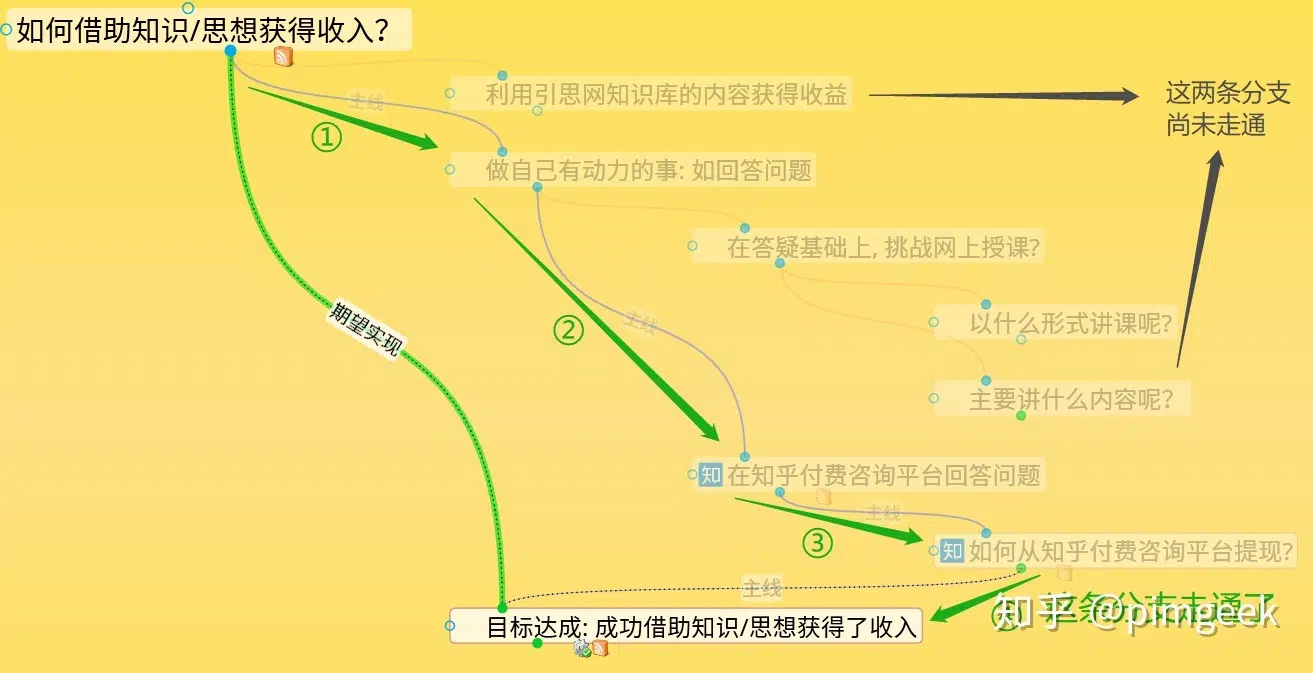 如何借助知识/思想获得收入?
主线
利用引思网知识库的内容获得收益
这两条分支
尚未走通
①
做自己有动力的事: 如回答问题
在答疑基础上, 挑战网上授课?
期望实现
②
主线
以什么形式讲课呢?
主要讲什么内容呢?
知 在知乎付费咨询平台回答问题
主线
③
知 如何从知乎付费咨询平台提现?
主线
这条分支走通了
知乎 @pimgeek
目标达成: 成功借助知识/思想获得了收入